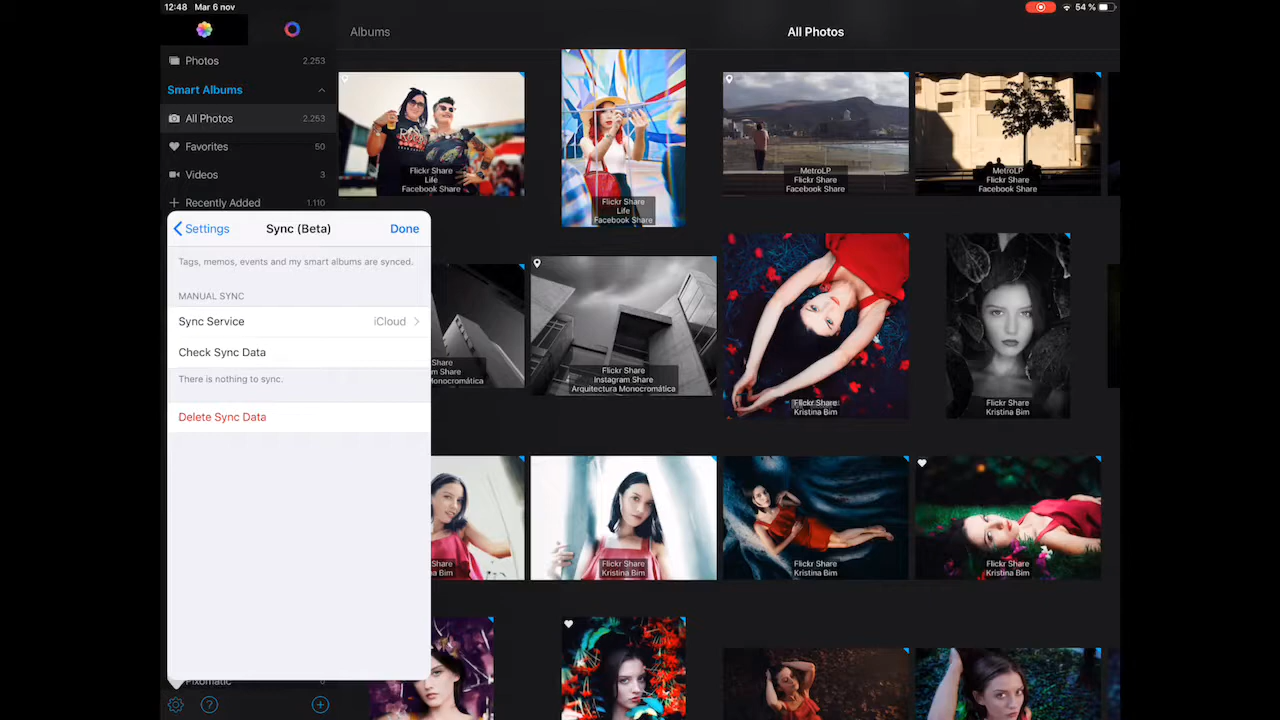 12:48 Mar 6 nov
54 %
Albums
All Photos
Photos 2.253
Smart Albums
All Photos 2.253
Favorites 50
Videos 3
Recently Added 1.110
Settings
Sync (Beta)
Done
Tags, memos, events and my smart albums are synced.
MANUAL SYNC
Sync Service iCloud
Check Sync Data
There is nothing to sync.
Delete Sync Data
Flickr Share
Life
Facebook Share
Flickr Share
Life
Facebook Share
MetroLP
Flickr Share
Facebook Share
MetroLP
Flickr Share
Facebook Share
Share
Share
Flickr Share
Instagram Share
Arquitectura Monocromática
Flickr Share
Kristina Bim
Flickr Share
Kristina Bim
Flickr Share
Kristina Bim
Flickr Share
Kristina Bim
Flickr Share
Kristina Bim